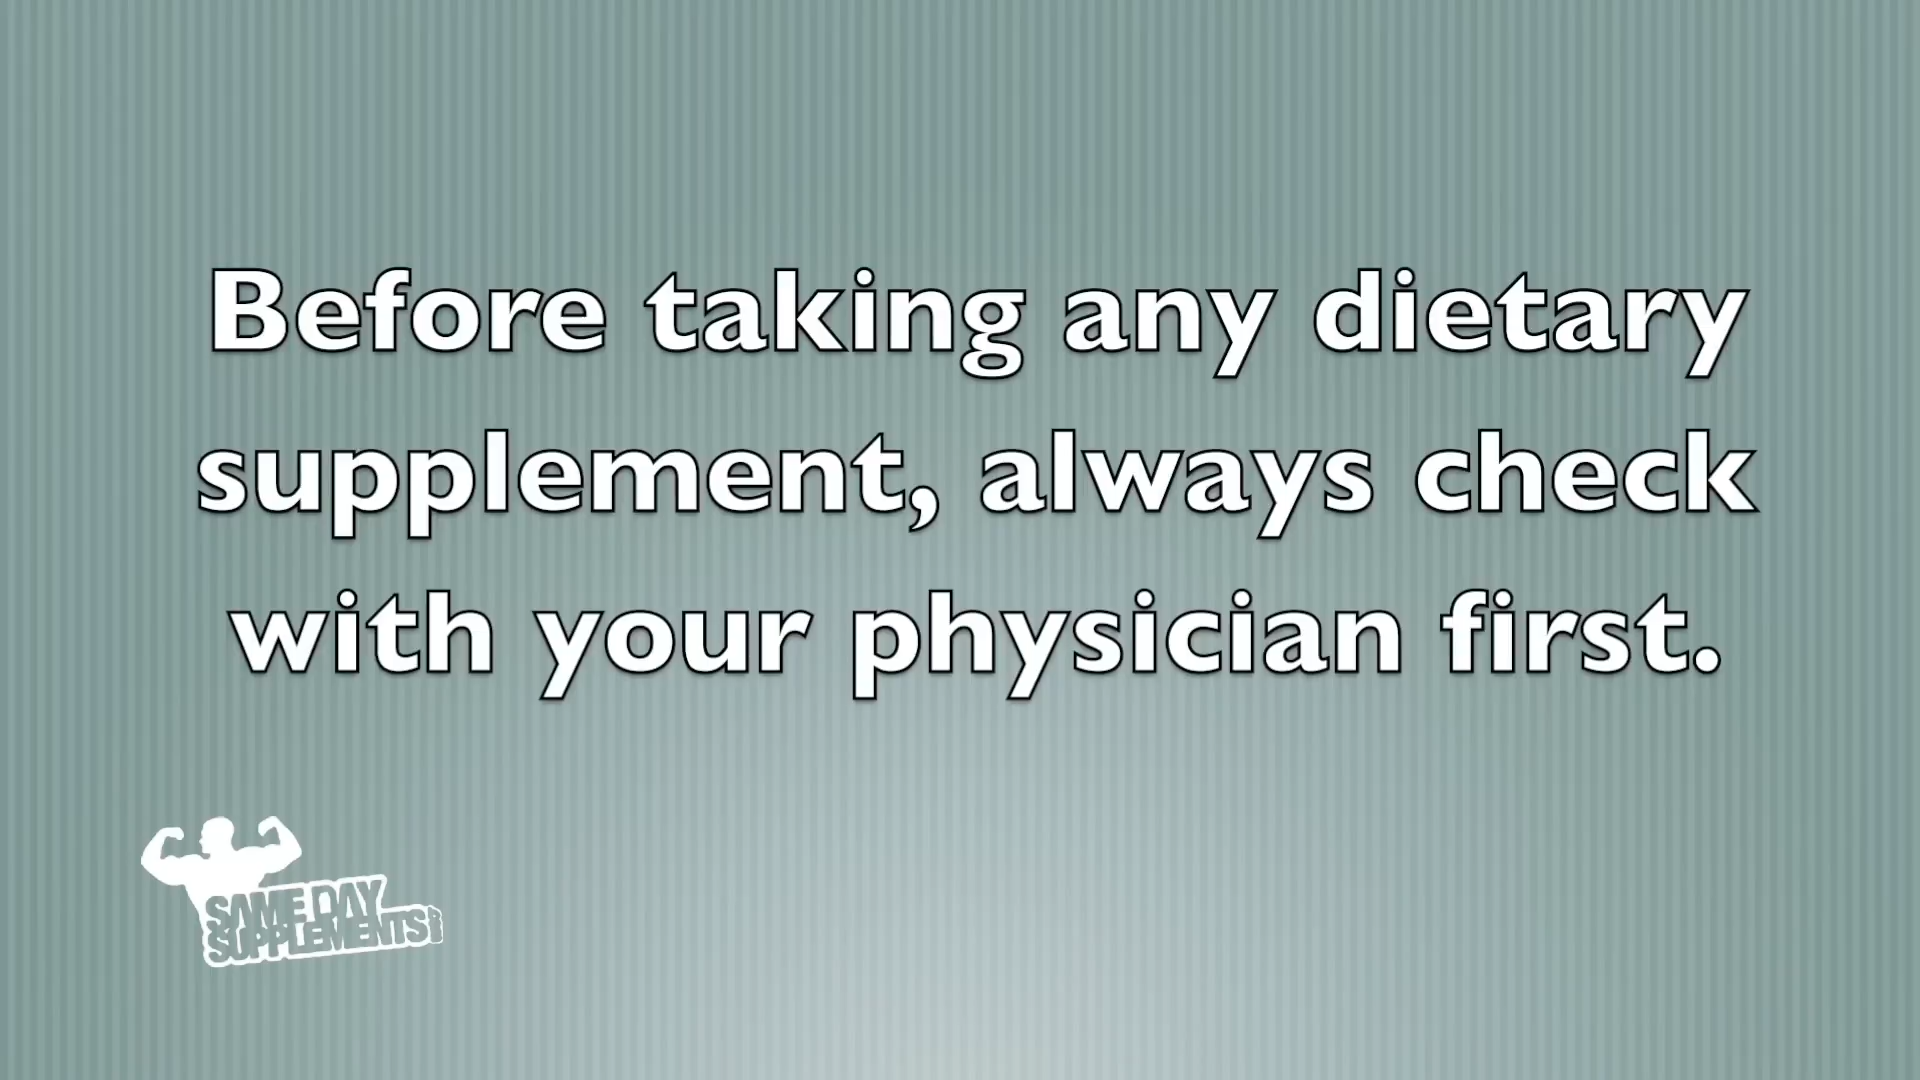 Before taking any dietary
supplement, always check
with your physician first.
SAME DAY
SUPPLEMENTS